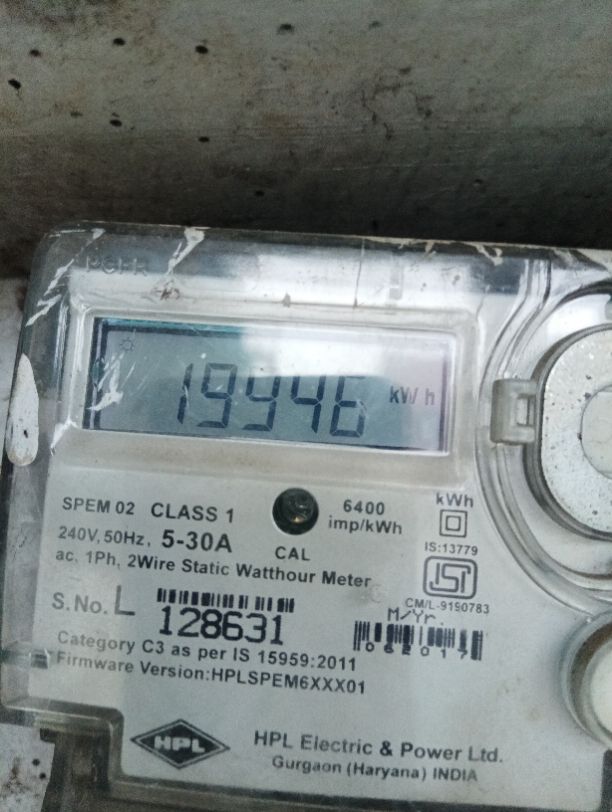 19946 kWh
SPEM 02 CLASS 1
6400
imp/kWh
kWh
240V, 50Hz, 5-30A
CAL
IS:13779
ac, 1Ph, 2Wire Static Watthour Meter
ISI
CM/L-9190783
S.No. L 128631
M/Yr.
062017
Category C3 as per IS 15959:2011
Firmware Version:HPLSPEM6XXX01
HPL
HPL Electric & Power Ltd.
Gurgaon (Haryana) INDIA